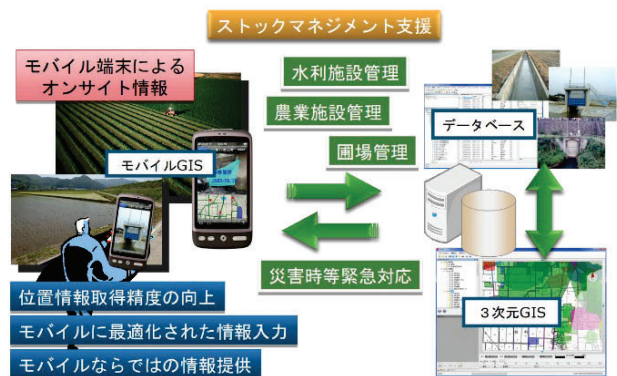 ストックマネジメント支援
モバイル端末による
オンサイト情報
水利施設管理
農業施設管理
圃場管理
モバイルGIS
データベース
災害時等緊急対応
3次元GIS
位置情報取得精度の向上
モバイルに最適化された情報入力
モバイルならではの情報提供